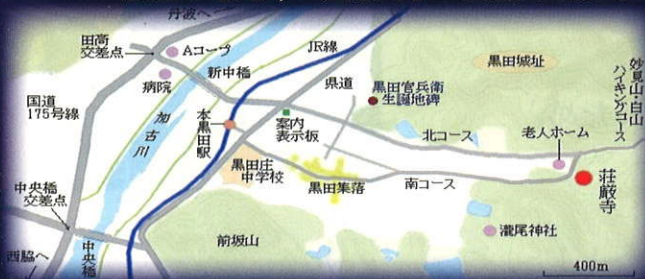 丹波へ
田高
交差点
Aコープ
病院
新中橋
JR線
県道
国道
175号線
加古川
本黒田駅
案内
表示板
黒田官兵衛
生誕地碑
黒田城址
妙見山・白山
ハイキングコース
北コース
老人ホーム
荘厳寺
黒田庄
中学校
黒田集落
南コース
瀧尾神社
前坂山
中央橋
交差点
西脇へ
中央橋
400m